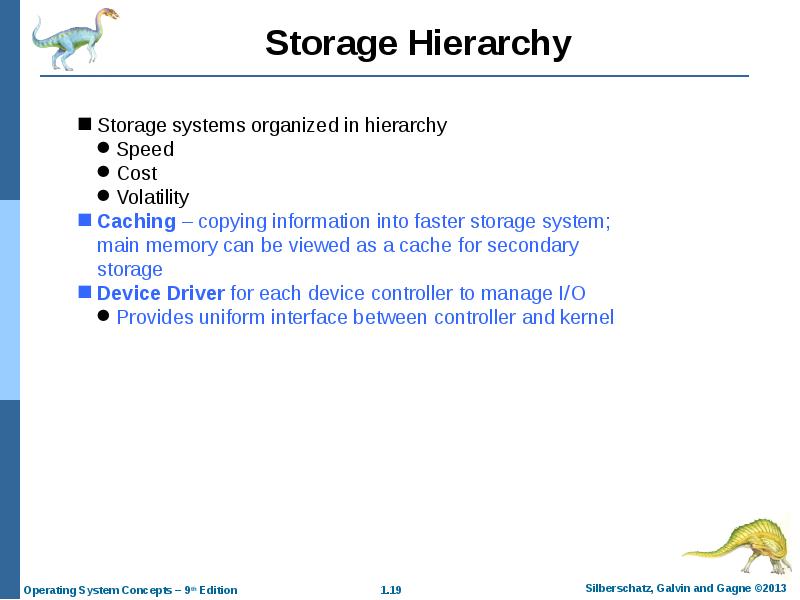 Storage Hierarchy
Storage systems organized in hierarchy
Speed
Cost
Volatility
Caching – copying information into faster storage system;
main memory can be viewed as a cache for secondary
storage
Device Driver for each device controller to manage I/O
Provides uniform interface between controller and kernel
Operating System Concepts – 9th Edition
1.19
Silberschatz, Galvin and Gagne ©2013